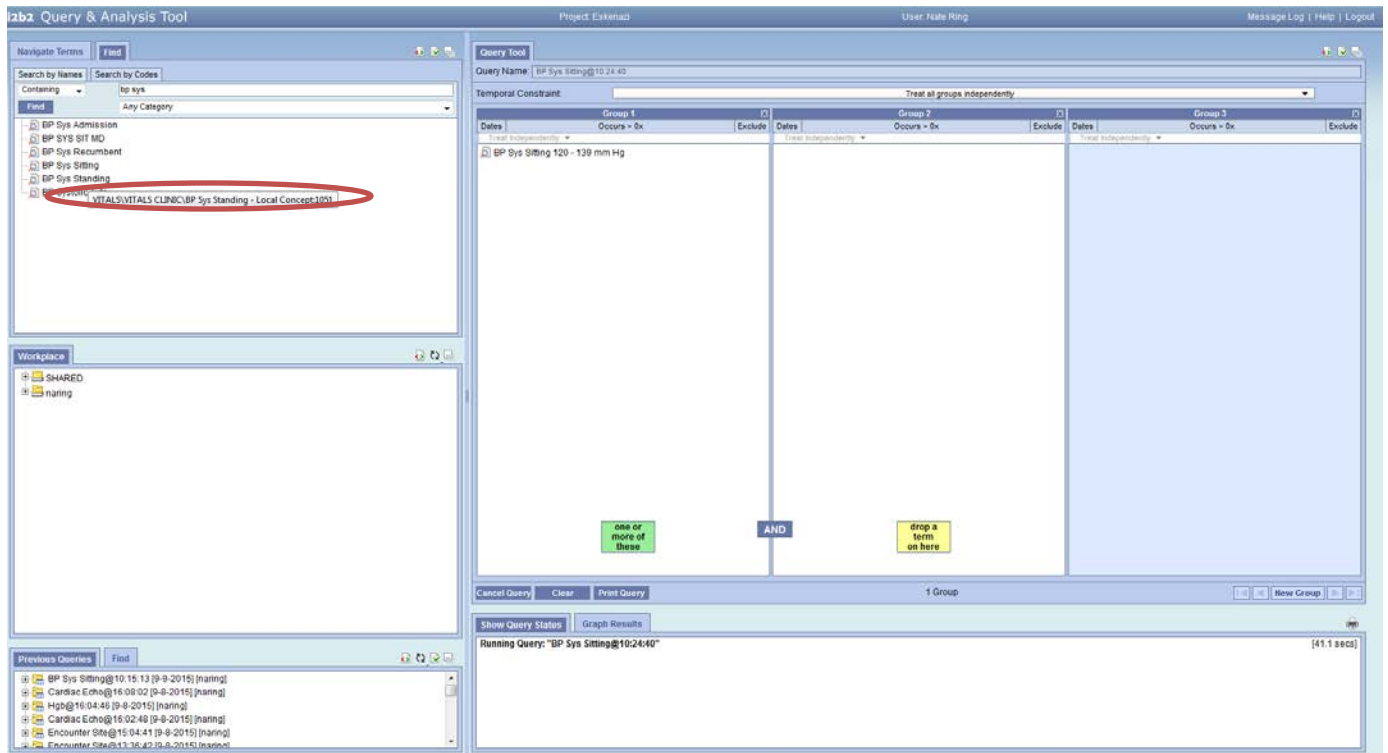 i2b2 Query & Analysis Tool
Project: Eskenazi
User: Nate Ring
Message Log | Help | Logout
Navigate Terms
Find
Search by Names
Search by Codes
Containing
bp sys
Find
Any Category
BP Sys Admission
BP SYS SIT MD
BP Sys Recumbent
BP Sys Sitting
BP Sys Standing
VITALS\VITALS CLINIC\BP Sys Standing - Local Concept:1051
Workplace
SHARED
naring
Previous Queries
Find
BP Sys Sitting@10:15:13 [9-9-2015] [naring]
Cardiac Echo@16:08:02 [9-8-2015] [naring]
Hgb@16:04:46 [9-8-2015] [naring]
Cardiac Echo@16:02:48 [9-8-2015] [naring]
Encounter Site@15:04:41 [9-8-2015] [naring]
Encounter Site@13:36:42 [9-8-2015] [naring]
Query Tool
Query Name: BP Sys Sitting@10:24:40
Temporal Constraint: Treat all groups independently
Group 1
Group 2
Group 3
Dates Occurs > 0x Exclude
Dates Occurs > 0x Exclude
Dates Occurs > 0x Exclude
Treat Independently
Treat Independently
Treat Independently
BP Sys Sitting 120 - 139 mm Hg
one or
more of
these
AND
drop a
term
on here
Cancel Query
Clear
Print Query
1 Group
New Group
Show Query Status
Graph Results
Running Query: "BP Sys Sitting@10:24:40"
[41.1 secs]